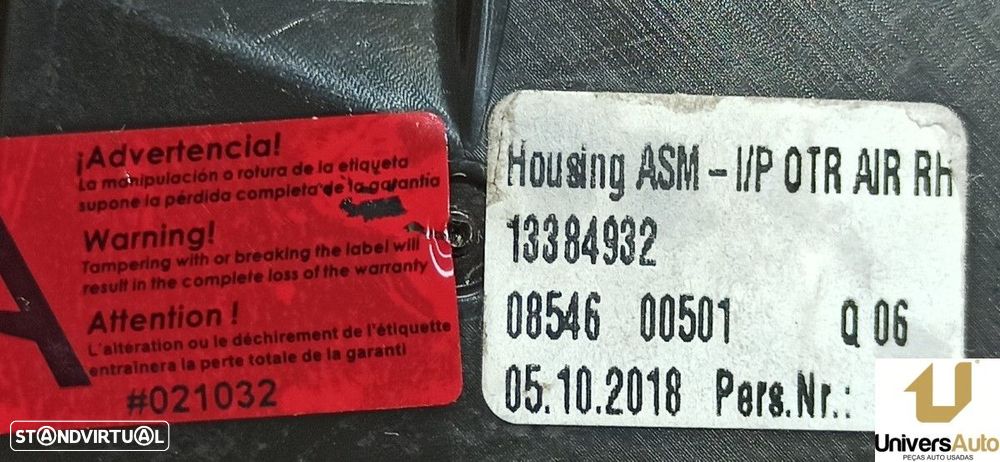 ¡Advertencia!
La manipulación o rotura de la etiqueta
supone la pérdida completa de la garantía
Warning!
Tampering with or breaking the label will
result in the complete loss of the warranty
Attention !
L'altération ou le déchirement de l'étiquette
entraînera la perte totale de la garanti
#021032
Housing ASM - I/P OTR AIR RH
13384932
08546 00501 Q 06
05.10.2018 Pers.Nr.:
STANDVIRTUAL
UniversAuto
PEÇAS AUTO USADAS